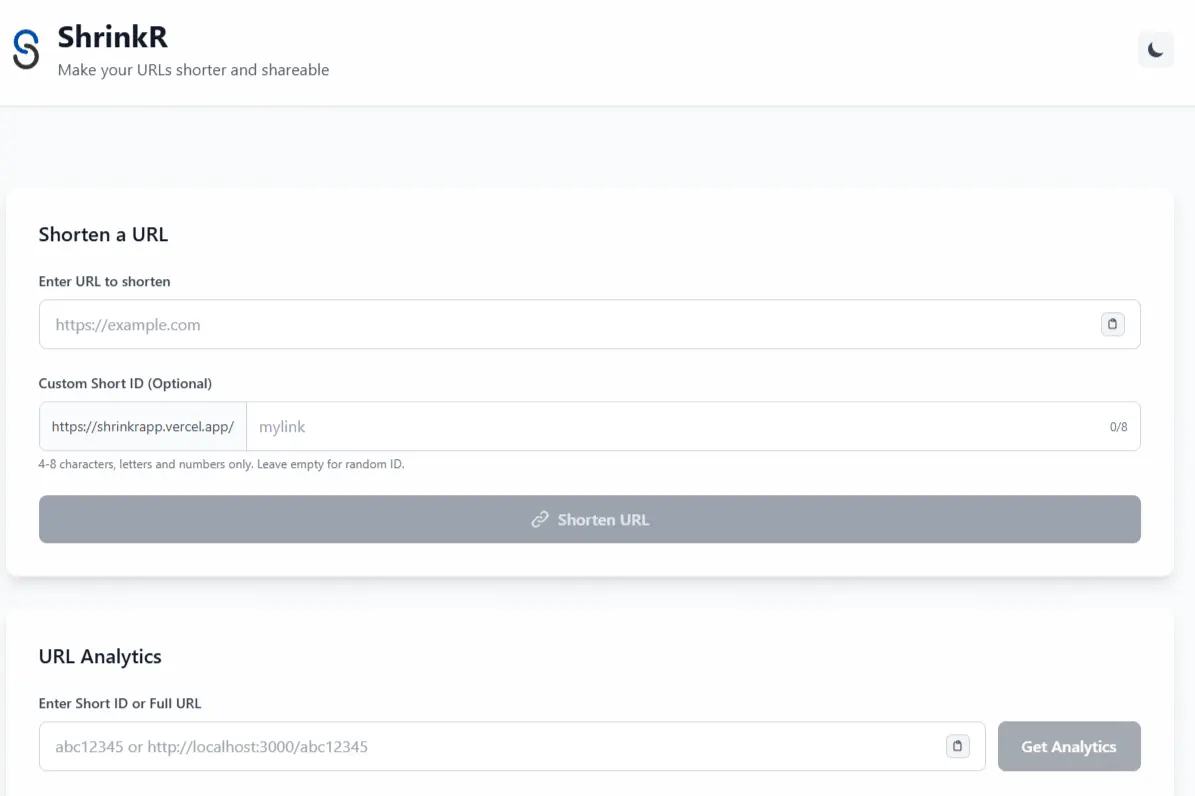 ShrinkR
Make your URLs shorter and shareable
Shorten a URL
Enter URL to shorten
https://example.com
Custom Short ID (Optional)
https://shrinkrapp.vercel.app/ mylink 0/8
4-8 characters, letters and numbers only. Leave empty for random ID.
Shorten URL
URL Analytics
Enter Short ID or Full URL
abc12345 or http://localhost:3000/abc12345 Get Analytics